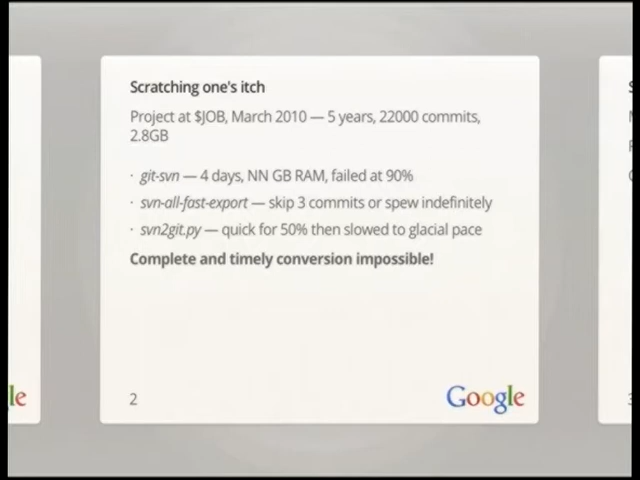 Scratching one's itch
Project at $JOB, March 2010 — 5 years, 22000 commits,
2.8GB
· git-svn — 4 days, NN GB RAM, failed at 90%
· svn-all-fast-export — skip 3 commits or spew indefinitely
· svn2git.py — quick for 50% then slowed to glacial pace
Complete and timely conversion impossible!
le
2
Google